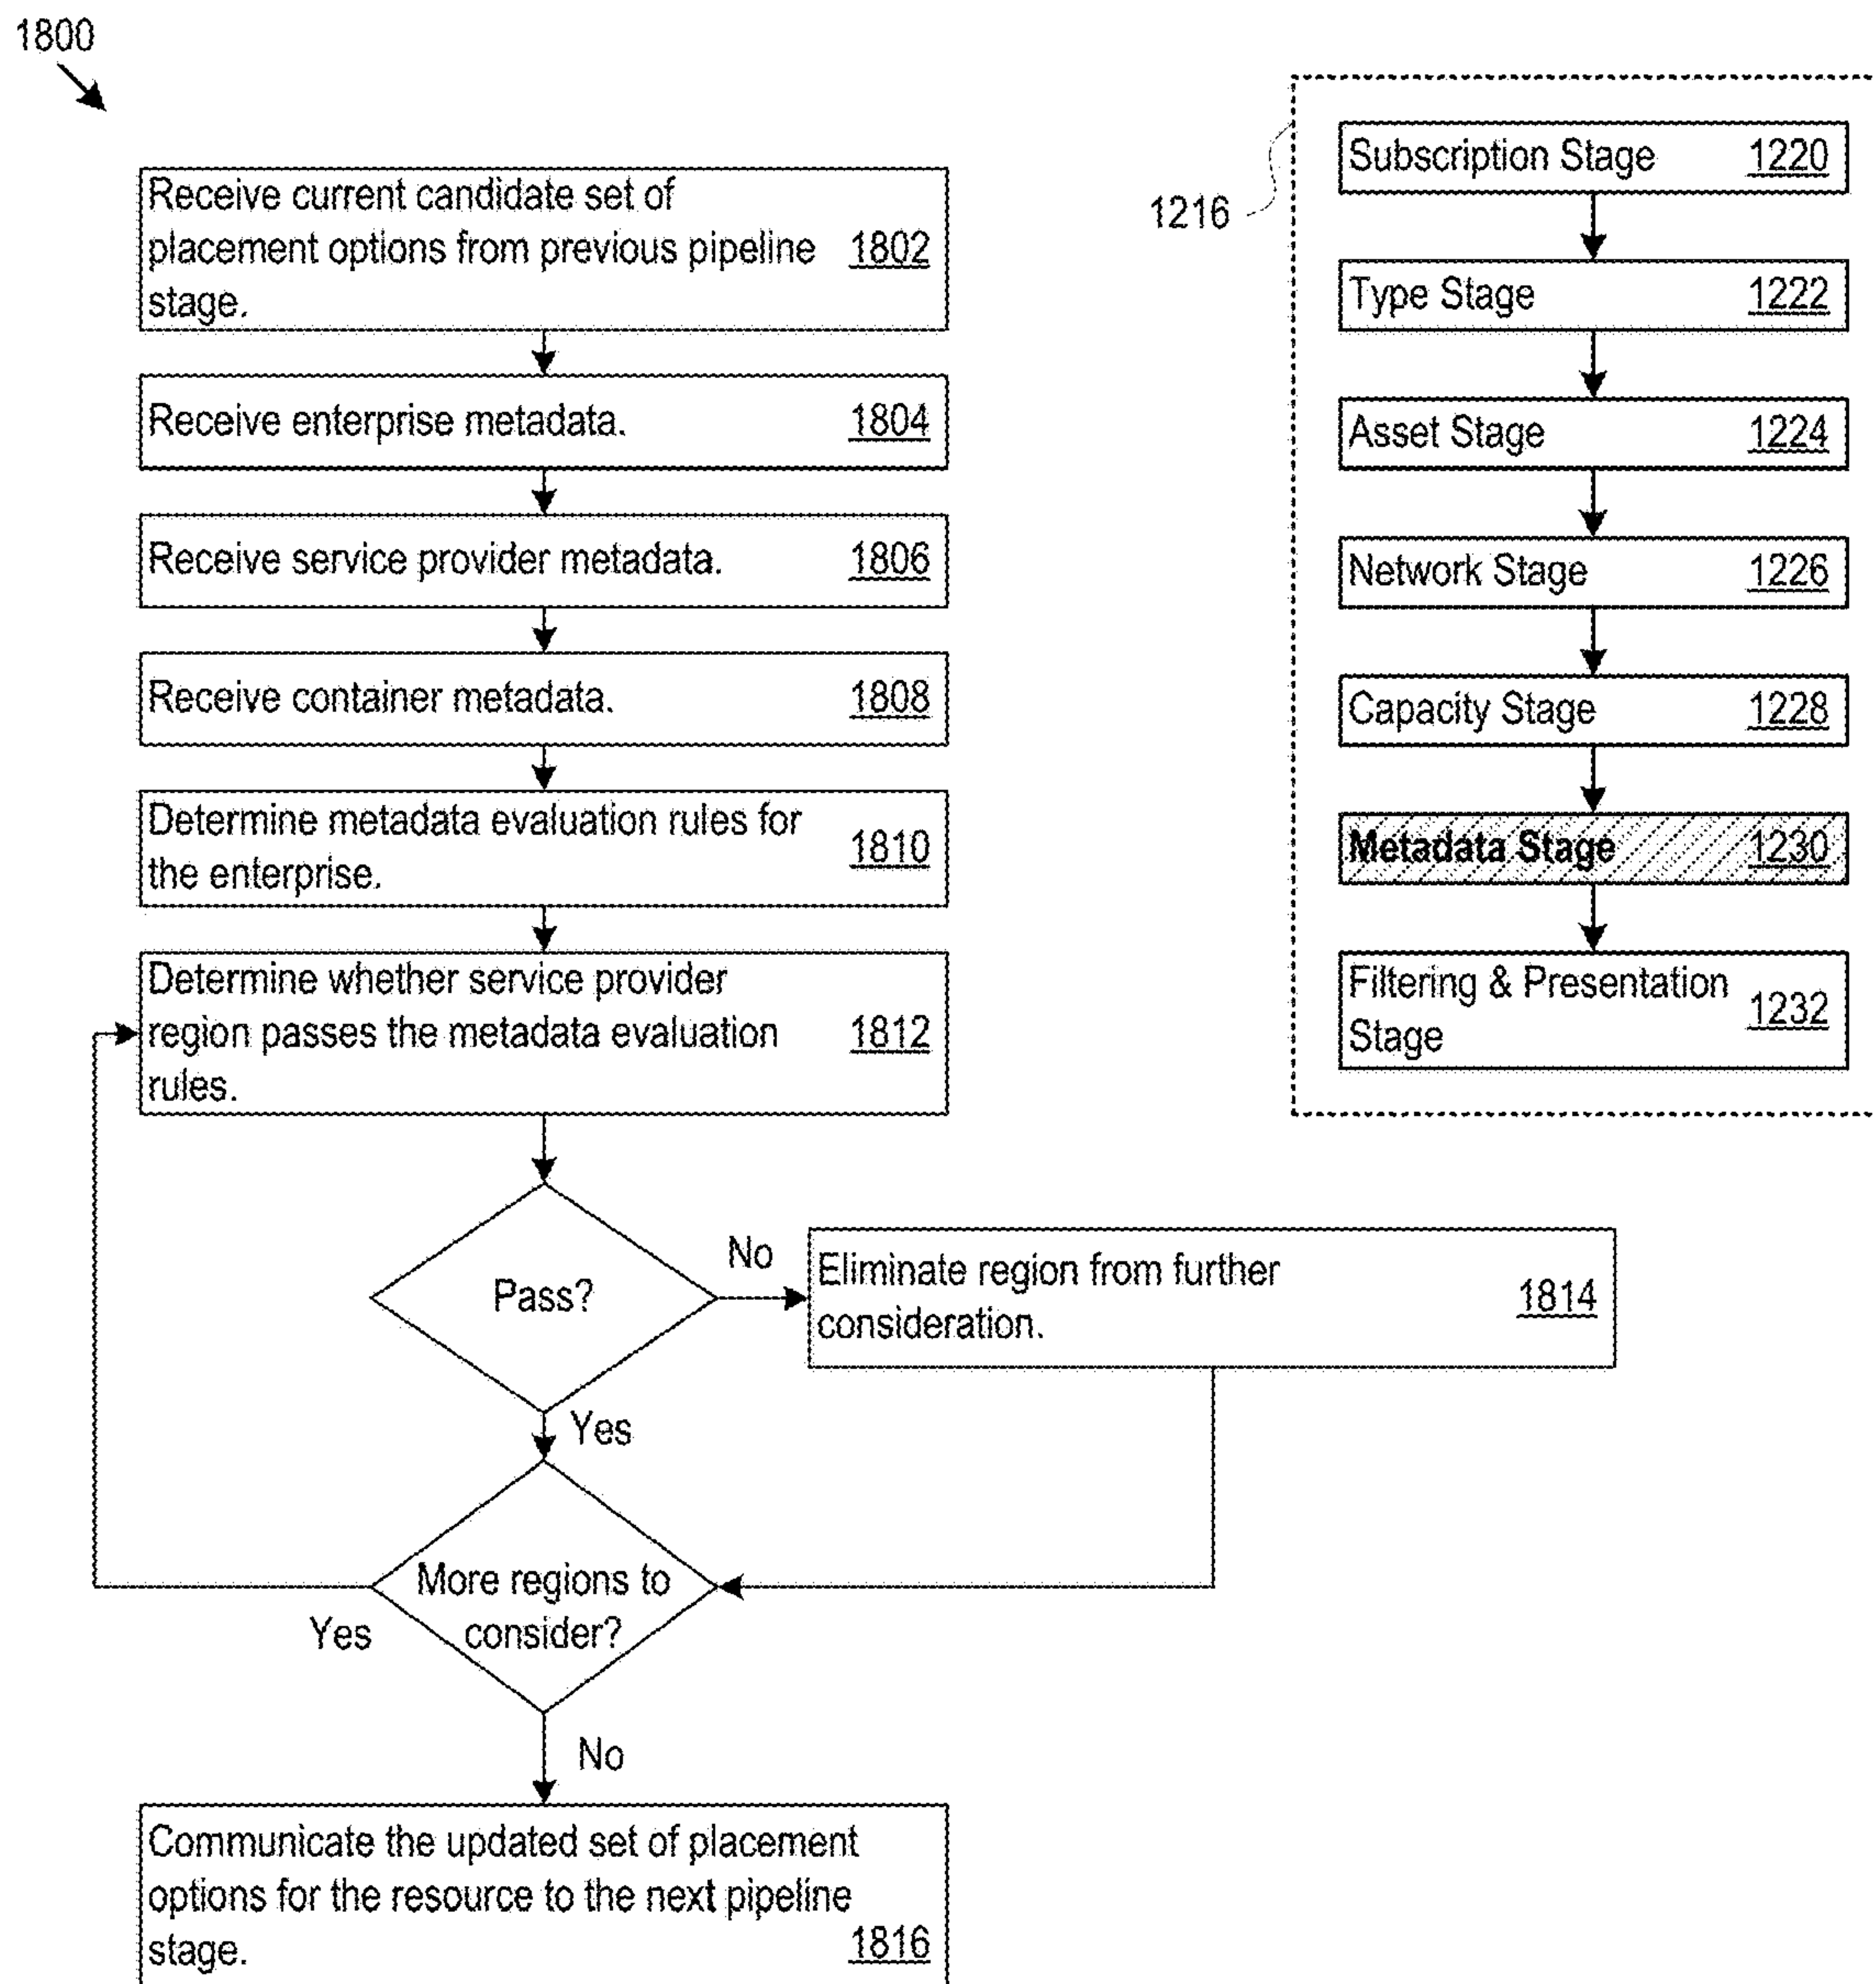 1800
Receive current candidate set of
placement options from previous pipeline 1802
stage.
Receive enterprise metadata. 1804
Receive service provider metadata. 1806
Receive container metadata. 1808
Determine metadata evaluation rules for
the enterprise. 1810
Determine whether service provider
region passes the metadata evaluation 1812
rules.
Pass?
No
Eliminate region from further
consideration. 1814
Yes
More regions to
consider?
Yes
No
Communicate the updated set of placement
options for the resource to the next pipeline
stage. 1816
1216
Subscription Stage 1220
Type Stage 1222
Asset Stage 1224
Network Stage 1226
Capacity Stage 1228
Metadata Stage 1230
Filtering & Presentation
Stage 1232